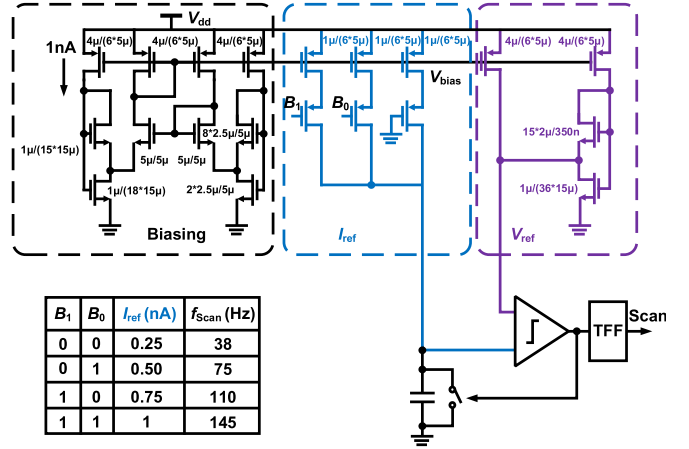 V_dd
4μ/(6*5μ) 4μ/(6*5μ) 4μ/(6*5μ) 1μ/(6*5μ) 1μ/(6*5μ) 1μ/(6*5μ) 4μ/(6*5μ) 4μ/(6*5μ)
1nA
V_bias
B_1 B_0
8*2.5μ/5μ 15*2μ/350n
1μ/(15*15μ) 5μ/5μ 5μ/5μ
1μ/(18*15μ) 2*2.5μ/5μ 1μ/(36*15μ)
Biasing I_ref V_ref
B_1 B_0 I_ref (nA) f_Scan (Hz)
0 0 0.25 38
0 1 0.50 75
1 0 0.75 110
1 1 1 145
TFF Scan